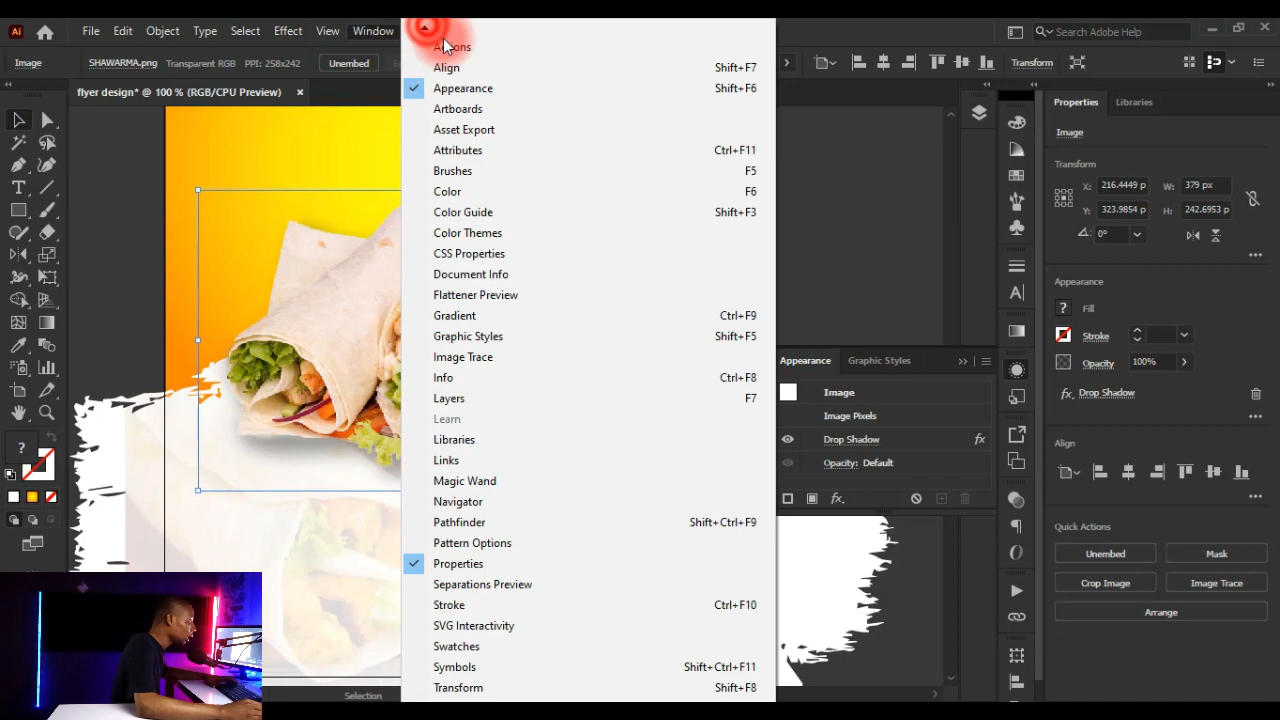 Ai File Edit Type Select Effect View Window
Search Adobe Help
Image SHAWARMA.png Transparent RGB PPI: 258x242 Unembed
Transform
flyer design* @ 100 % (RGB/CPU Preview)
Align Shift+F7
Appearance Shift+F6
Artboards
Asset Export
Attributes Ctrl+F11
Brushes F5
Color F6
Color Guide Shift+F3
Color Themes
CSS Properties
Document Info
Flattener Preview
Gradient Ctrl+F9
Graphic Styles Shift+F5
Image Trace
Info Ctrl+F8
Layers F7
Learn
Libraries
Links
Magic Wand
Navigator
Pathfinder Shift+Ctrl+F9
Pattern Options
Properties
Separations Preview
Stroke Ctrl+F10
SVG Interactivity
Swatches
Symbols Shift+Ctrl+F11
Transform Shift+F8
Selection
Appearance Graphic Styles
Image
Image Pixels
Drop Shadow fx
Opacity: Default
fx.
Properties Libraries
Image
Transform
X: 216.4449 p W: 379 px
Y: 323.9854 p H: 242.6953 p
0°
Appearance
? Fill
Stroke
Opacity 100%
fx. Drop Shadow
Align
Quick Actions
Unembed Mask
Crop Image Image Trace
Arrange